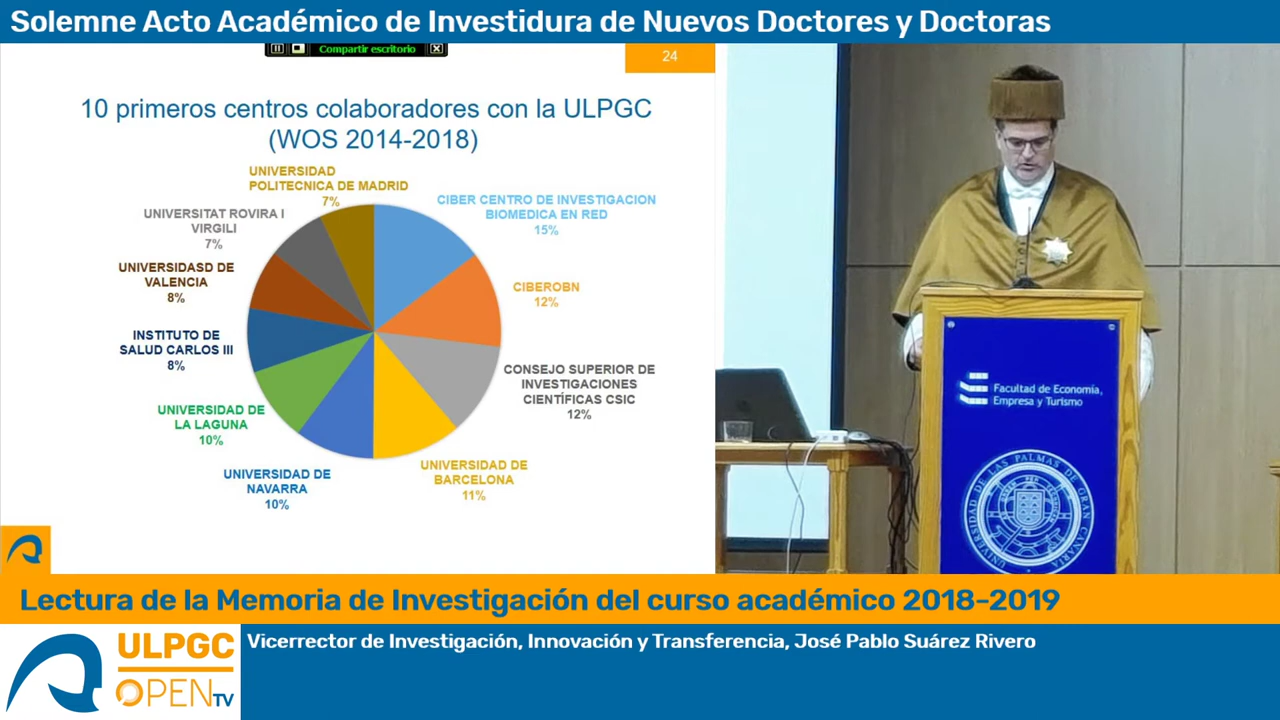 Solemne Acto Académico de Investidura de Nuevos Doctores y Doctoras
Compartir escritorio
24
10 primeros centros colaboradores con la ULPGC
(WOS 2014-2018)
UNIVERSIDAD
POLITECNICA DE MADRID
7%
CIBER CENTRO DE INVESTIGACION
BIOMEDICA EN RED
15%
UNIVERSITAT ROVIRA I
VIRGILI
7%
UNIVERSIDASD DE
VALENCIA
8%
CIBEROBN
12%
INSTITUTO DE
SALUD CARLOS III
8%
CONSEJO SUPERIOR DE
INVESTIGACIONES
CIENTÍFICAS CSIC
12%
UNIVERSIDAD DE
LA LAGUNA
10%
UNIVERSIDAD DE
NAVARRA
10%
UNIVERSIDAD DE
BARCELONA
11%
Facultad de Economía,
Empresa y Turismo
UNIVERSIDAD DE LAS PALMAS DE GRAN CANARIA
Lectura de la Memoria de Investigación del curso académico 2018-2019
ULPGC
OPENTV
Vicerrector de Investigación, Innovación y Transferencia, José Pablo Suárez Rivero